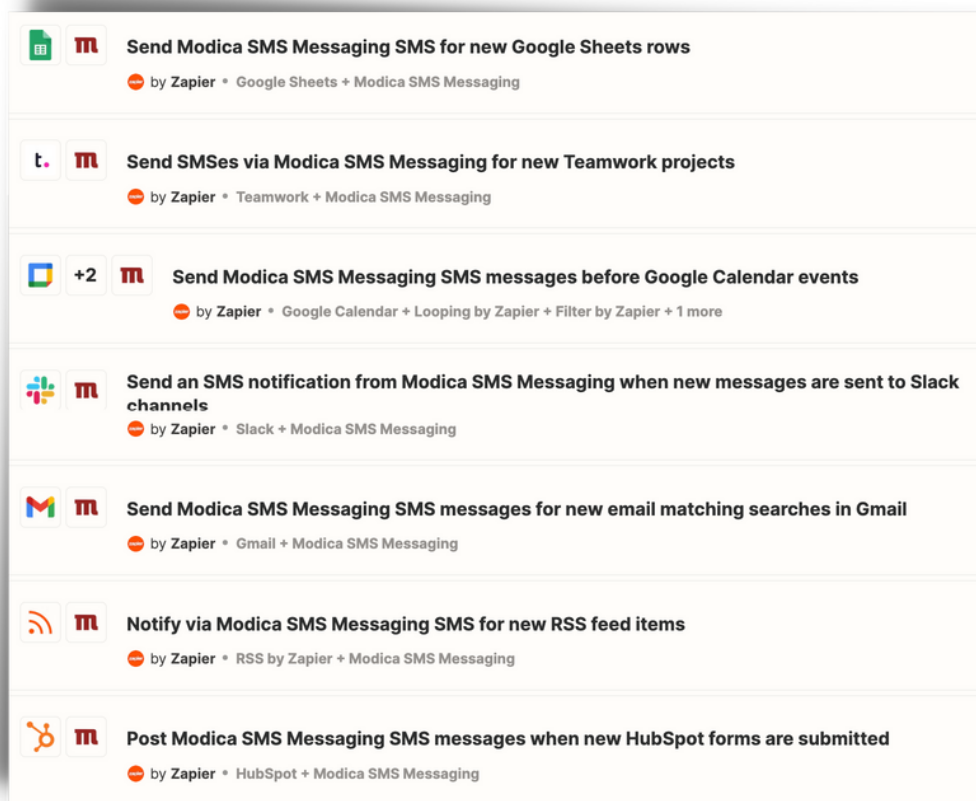 Send Modica SMS Messaging SMS for new Google Sheets rows
by Zapier • Google Sheets + Modica SMS Messaging
t. m Send SMSes via Modica SMS Messaging for new Teamwork projects
by Zapier • Teamwork + Modica SMS Messaging
+2 m Send Modica SMS Messaging SMS messages before Google Calendar events
by Zapier • Google Calendar + Looping by Zapier + Filter by Zapier + 1 more
m Send an SMS notification from Modica SMS Messaging when new messages are sent to Slack
channels
by Zapier • Slack + Modica SMS Messaging
m Send Modica SMS Messaging SMS messages for new email matching searches in Gmail
by Zapier • Gmail + Modica SMS Messaging
m Notify via Modica SMS Messaging SMS for new RSS feed items
by Zapier • RSS by Zapier + Modica SMS Messaging
m Post Modica SMS Messaging SMS messages when new HubSpot forms are submitted
by Zapier • HubSpot + Modica SMS Messaging